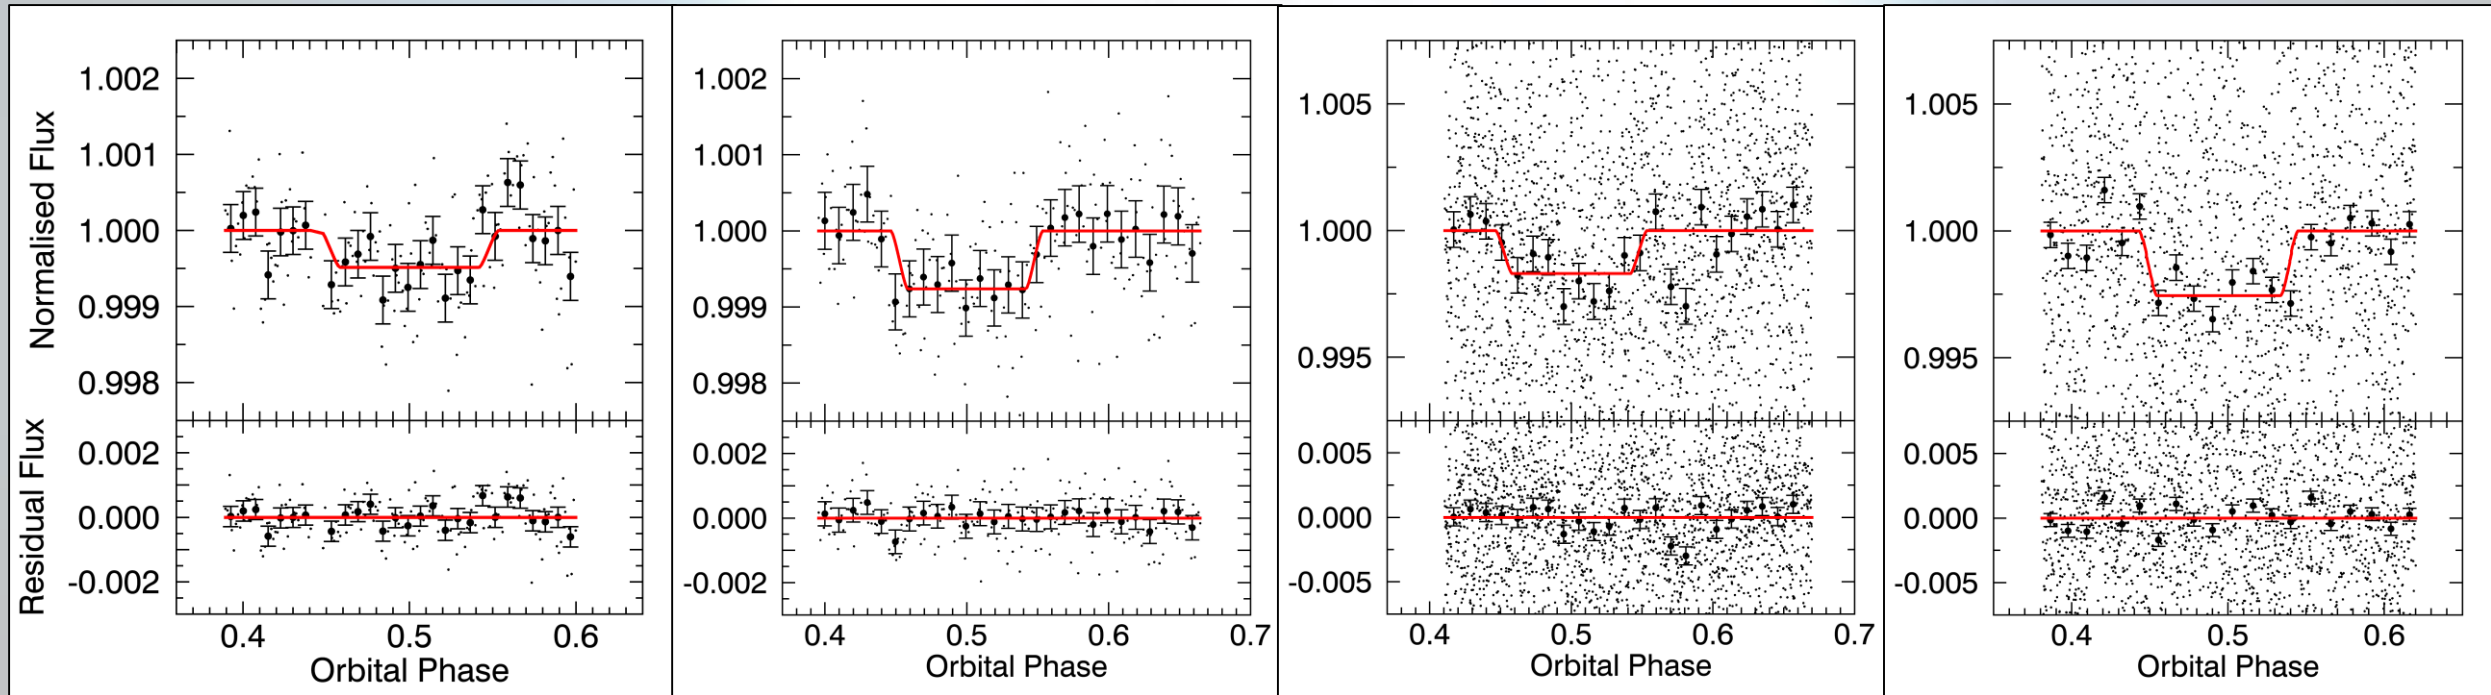 Normalised Flux
1.002
1.001
1.000
0.999
0.998
Residual Flux
0.002
0.000
-0.002
0.4 0.5 0.6
Orbital Phase
1.002
1.001
1.000
0.999
0.998
0.002
0.000
-0.002
0.4 0.5 0.6 0.7
Orbital Phase
1.005
1.000
0.995
0.005
0.000
-0.005
0.4 0.5 0.6 0.7
Orbital Phase
1.005
1.000
0.995
0.005
0.000
-0.005
0.4 0.5 0.6
Orbital Phase